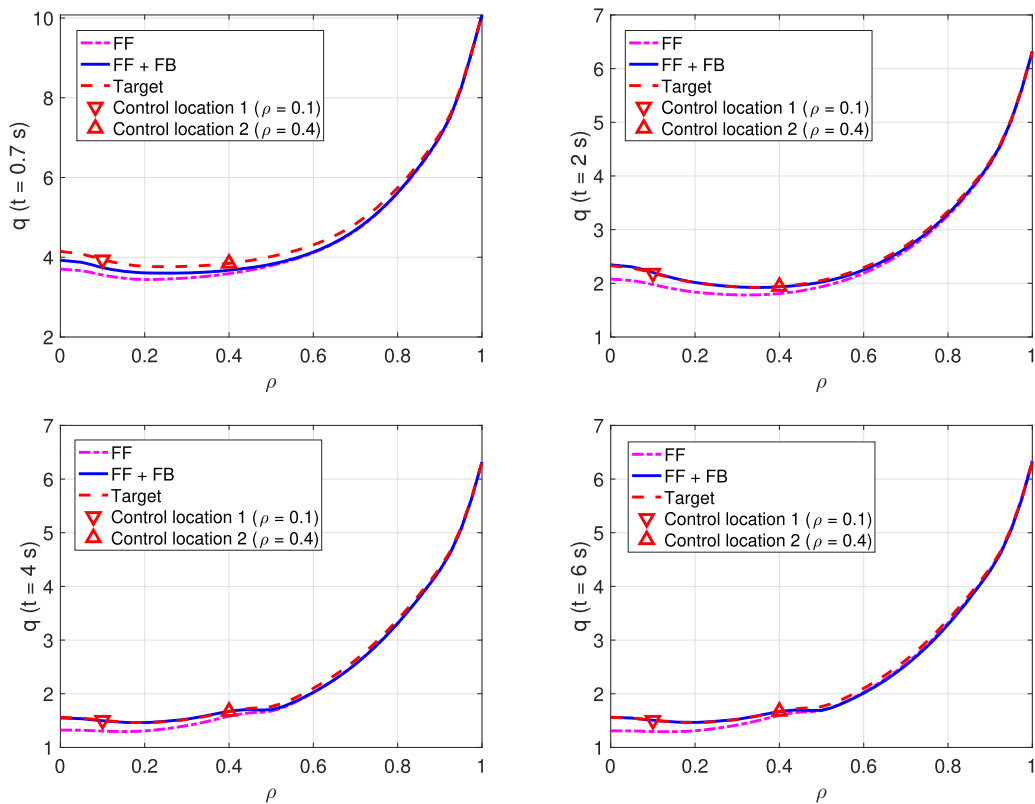 FF
FF + FB
Target
Control location 1 (ρ = 0.1)
Control location 2 (ρ = 0.4)
q (t = 0.7 s)
10
8
6
4
2
0
0.2
0.4
0.6
0.8
1
ρ
FF
FF + FB
Target
Control location 1 (ρ = 0.1)
Control location 2 (ρ = 0.4)
q (t = 2 s)
7
6
5
4
3
2
1
0
0.2
0.4
0.6
0.8
1
ρ
FF
FF + FB
Target
Control location 1 (ρ = 0.1)
Control location 2 (ρ = 0.4)
q (t = 4 s)
7
6
5
4
3
2
1
0
0.2
0.4
0.6
0.8
1
ρ
FF
FF + FB
Target
Control location 1 (ρ = 0.1)
Control location 2 (ρ = 0.4)
q (t = 6 s)
7
6
5
4
3
2
1
0
0.2
0.4
0.6
0.8
1
ρ